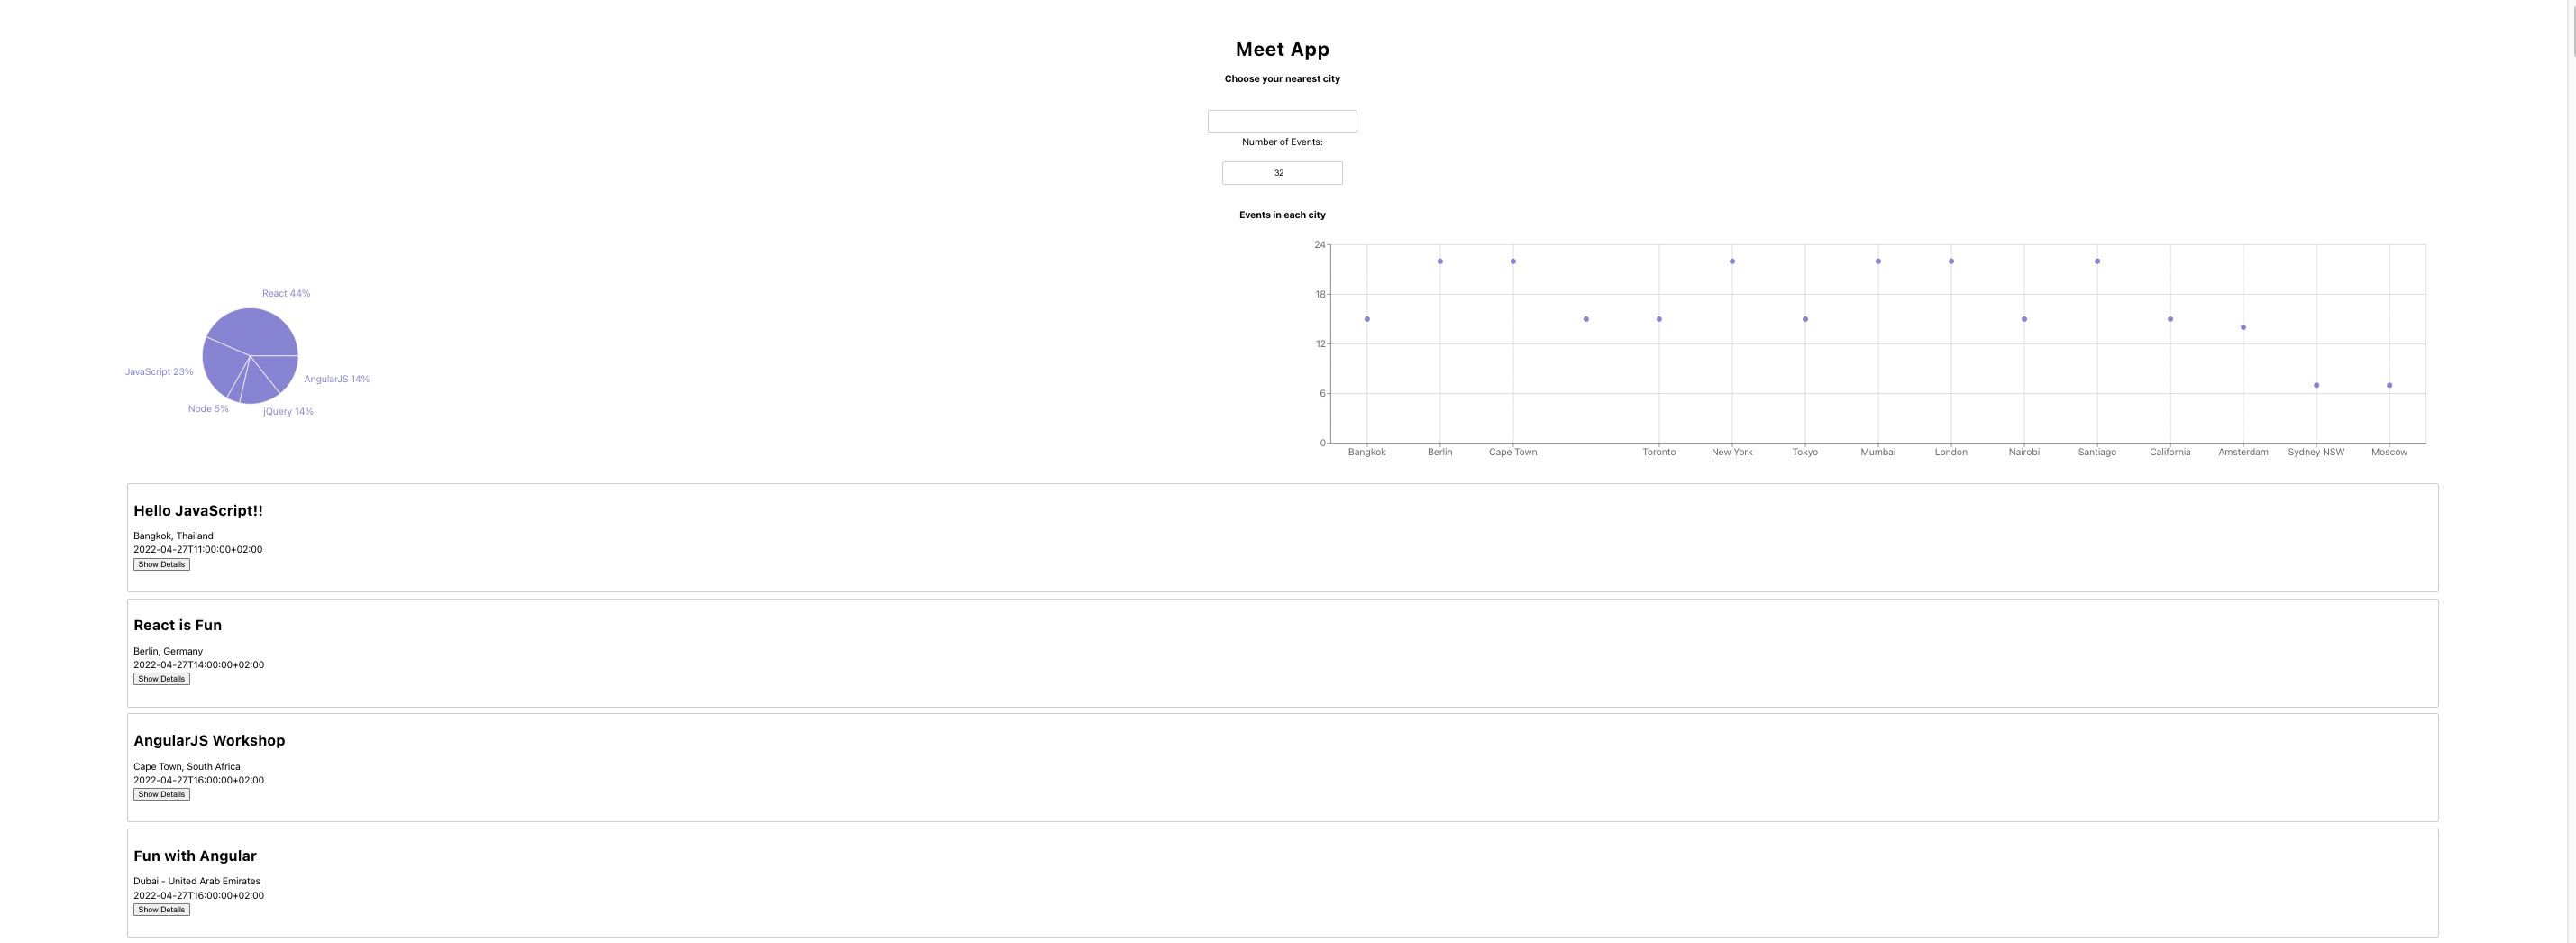 Meet App
Choose your nearest city
Number of Events:
32
Events in each city
React 44%
JavaScript 23%
AngularJS 14%
Node 5%
jQuery 14%
24
18
12
6
0
Bangkok Berlin Cape Town Toronto New York Tokyo Mumbai London Nairobi Santiago California Amsterdam Sydney NSW Moscow
Hello JavaScript!!
Bangkok, Thailand
2022-04-27T11:00:00+02:00
Show Details
React is Fun
Berlin, Germany
2022-04-27T14:00:00+02:00
Show Details
AngularJS Workshop
Cape Town, South Africa
2022-04-27T16:00:00+02:00
Show Details
Fun with Angular
Dubai - United Arab Emirates
2022-04-27T16:00:00+02:00
Show Details